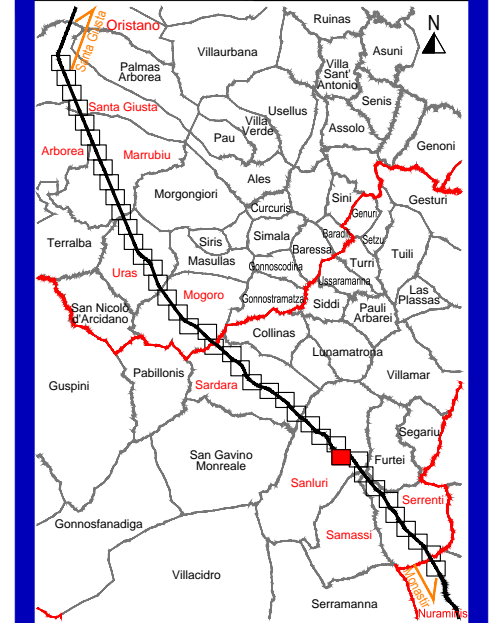 Ruinas
N
Oristano
Santa Giusta
Villaurbana
Asuni
Palmas
Arborea
Villa
Sant'
Antonio
Senis
Santa Giusta
Usellus
Villa
Verde
Assolo
Pau
Genoni
Arborea
Marrubiu
Ales
Morgongiori
Sini
Gesturi
Curcuris
Genuri
Terralba
Siris
Simala
Baradili
Setzu
Baressa
Tuili
Masullas
Gonnoscodina
Turri
Uras
Ussaramanna
Mogoro
Gonnostramatza
Las
Plassas
Siddi
San Nicolò
d'Arcidano
Pauli
Arbarei
Collinas
Lunamatrona
Pabillonis
Villamar
Guspini
Sardara
Segariu
San Gavino
Monreale
Furtei
Sanluri
Serrenti
Gonnosfanadiga
Samassi
Villacidro
Monastir
Serramanna
Nuraminis